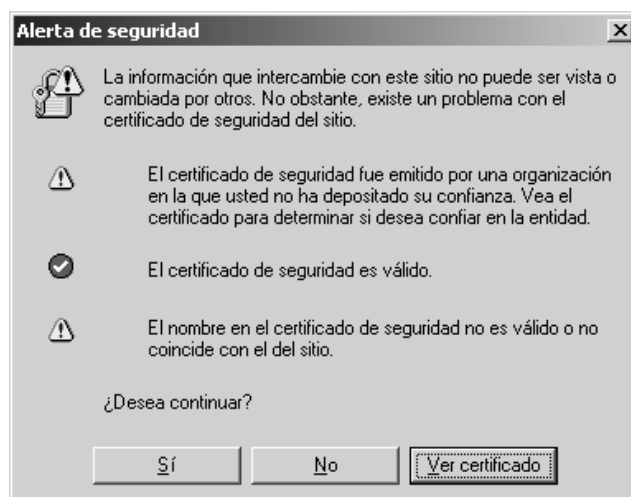 Alerta de seguridad
La información que intercambie con este sitio no puede ser vista o
cambiada por otros. No obstante, existe un problema con el
certificado de seguridad del sitio.
El certificado de seguridad fue emitido por una organización
en la que usted no ha depositado su confianza. Vea el
certificado para determinar si desea confiar en la entidad.
El certificado de seguridad es válido.
El nombre en el certificado de seguridad no es válido o no
coincide con el del sitio.
¿Desea continuar?
Sí No Ver certificado